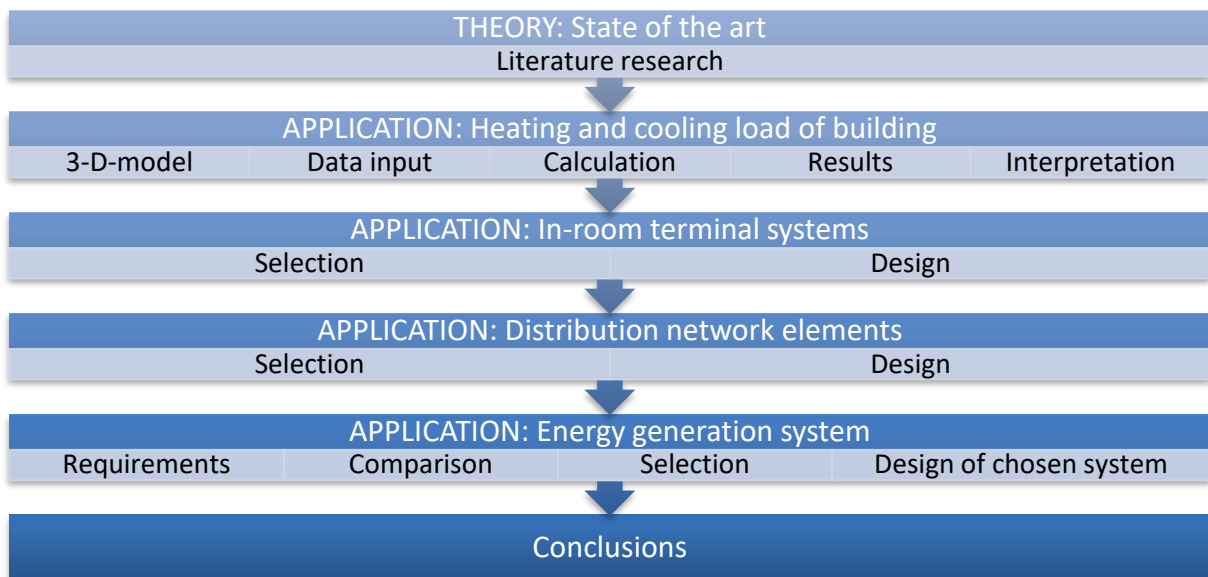 THEORY: State of the art
Literature research
APPLICATION: Heating and cooling load of building
3-D-model Data input Calculation Results Interpretation
APPLICATION: In-room terminal systems
Selection Design
APPLICATION: Distribution network elements
Selection Design
APPLICATION: Energy generation system
Requirements Comparison Selection Design of chosen system
Conclusions